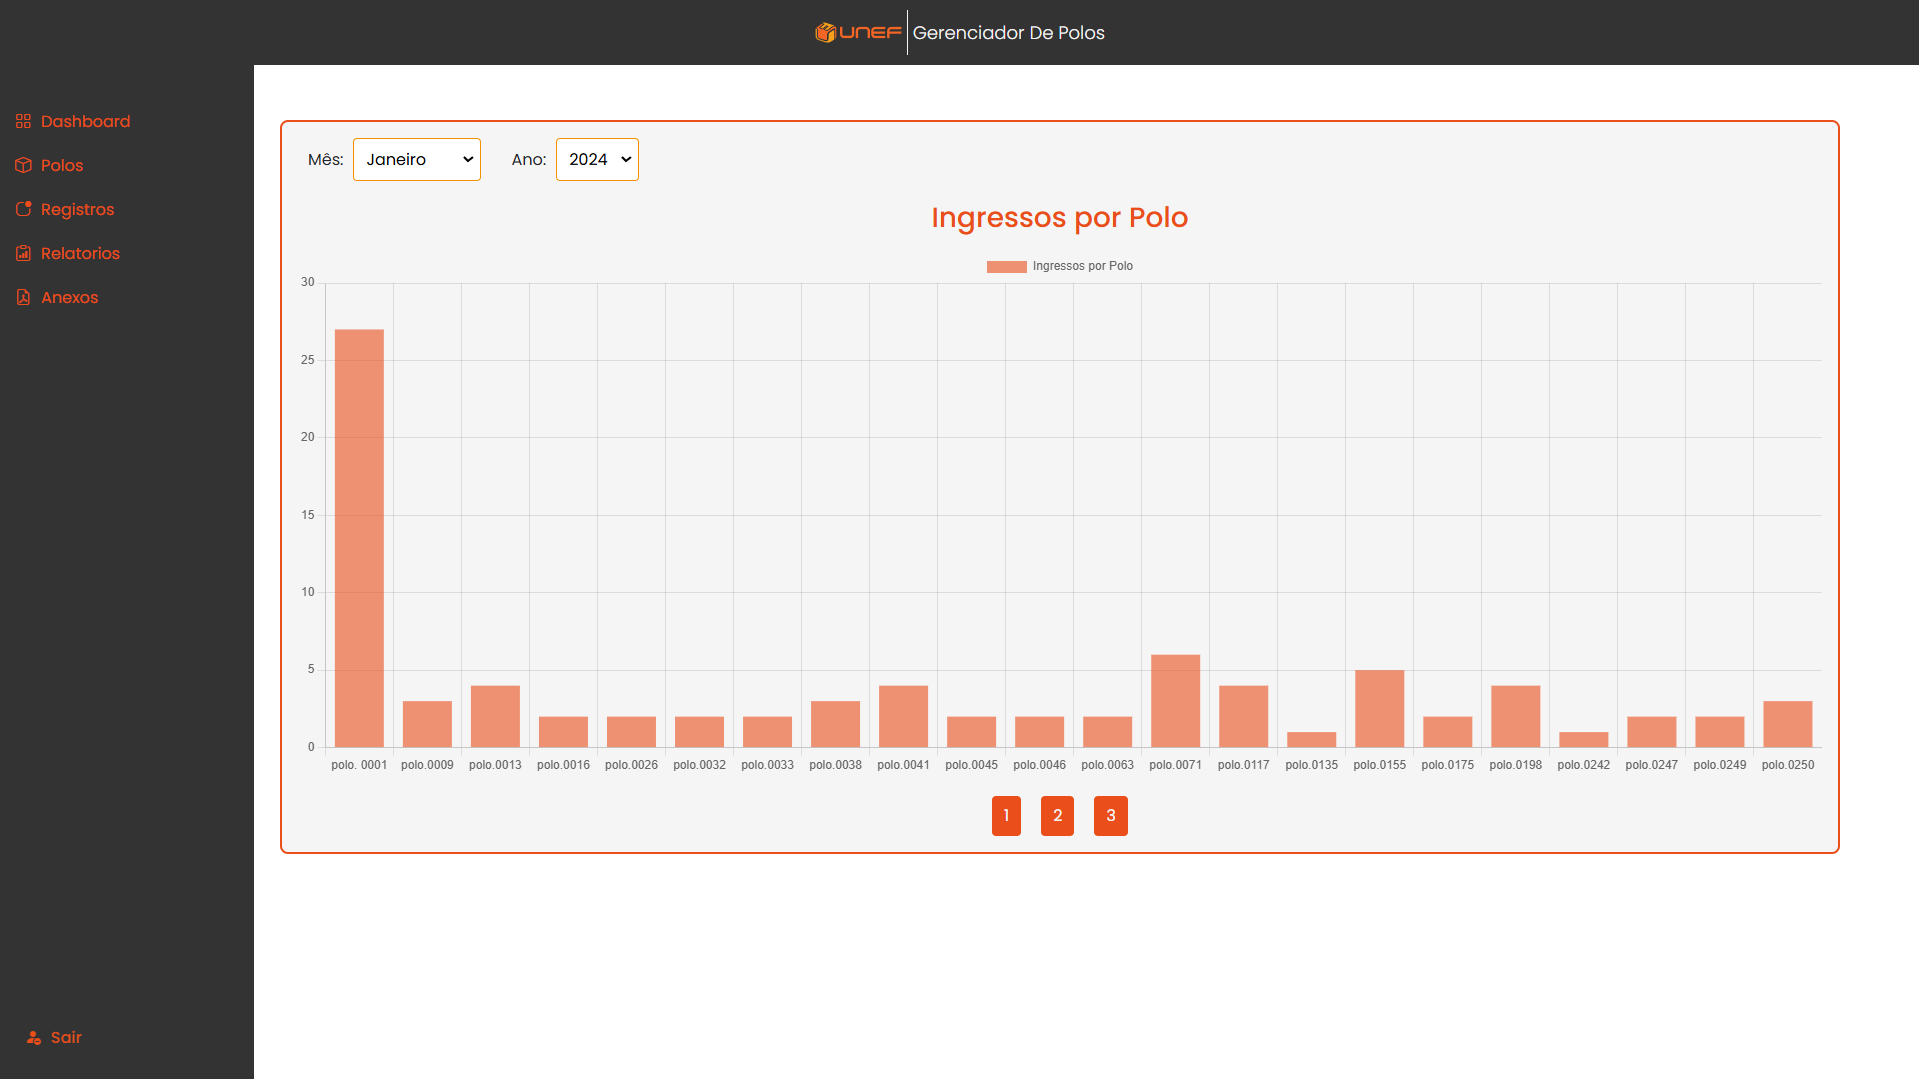 UNEF Gerenciador De Polos
Dashboard
Polos
Registros
Relatorios
Anexos
Sair
Mês: Janeiro Ano: 2024
Ingressos por Polo
Ingressos por Polo
30
25
20
15
10
5
0
polo. 0001 polo.0009 polo.0013 polo.0016 polo.0026 polo.0032 polo.0033 polo.0038 polo.0041 polo.0045 polo.0046 polo.0063 polo.0071 polo.0117 polo.0135 polo.0155 polo.0175 polo.0198 polo.0242 polo.0247 polo.0249 polo.0250
1 2 3